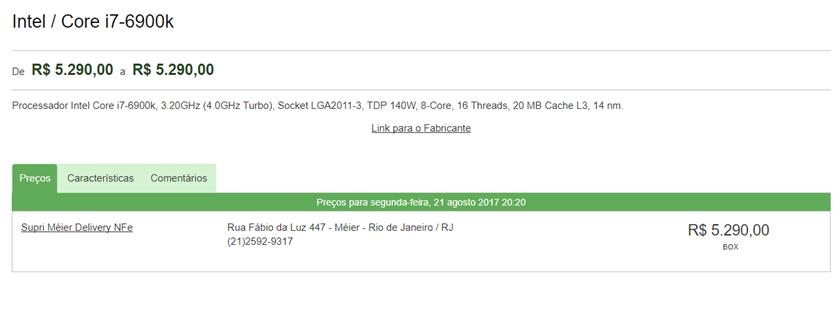 Intel / Core i7-6900k
De R$ 5.290,00 a R$ 5.290,00
Processador Intel Core i7-6900k, 3.20GHz (4.0GHz Turbo), Socket LGA2011-3, TDP 140W, 8-Core, 16 Threads, 20 MB Cache L3, 14 nm.
Link para o Fabricante
Preços Características Comentários
Preços para segunda-feira, 21 agosto 2017 20:20
Supri Méier Delivery NFe Rua Fábio da Luz 447 - Méier - Rio de Janeiro / RJ R$ 5.290,00
(21)2592-9317 BOX